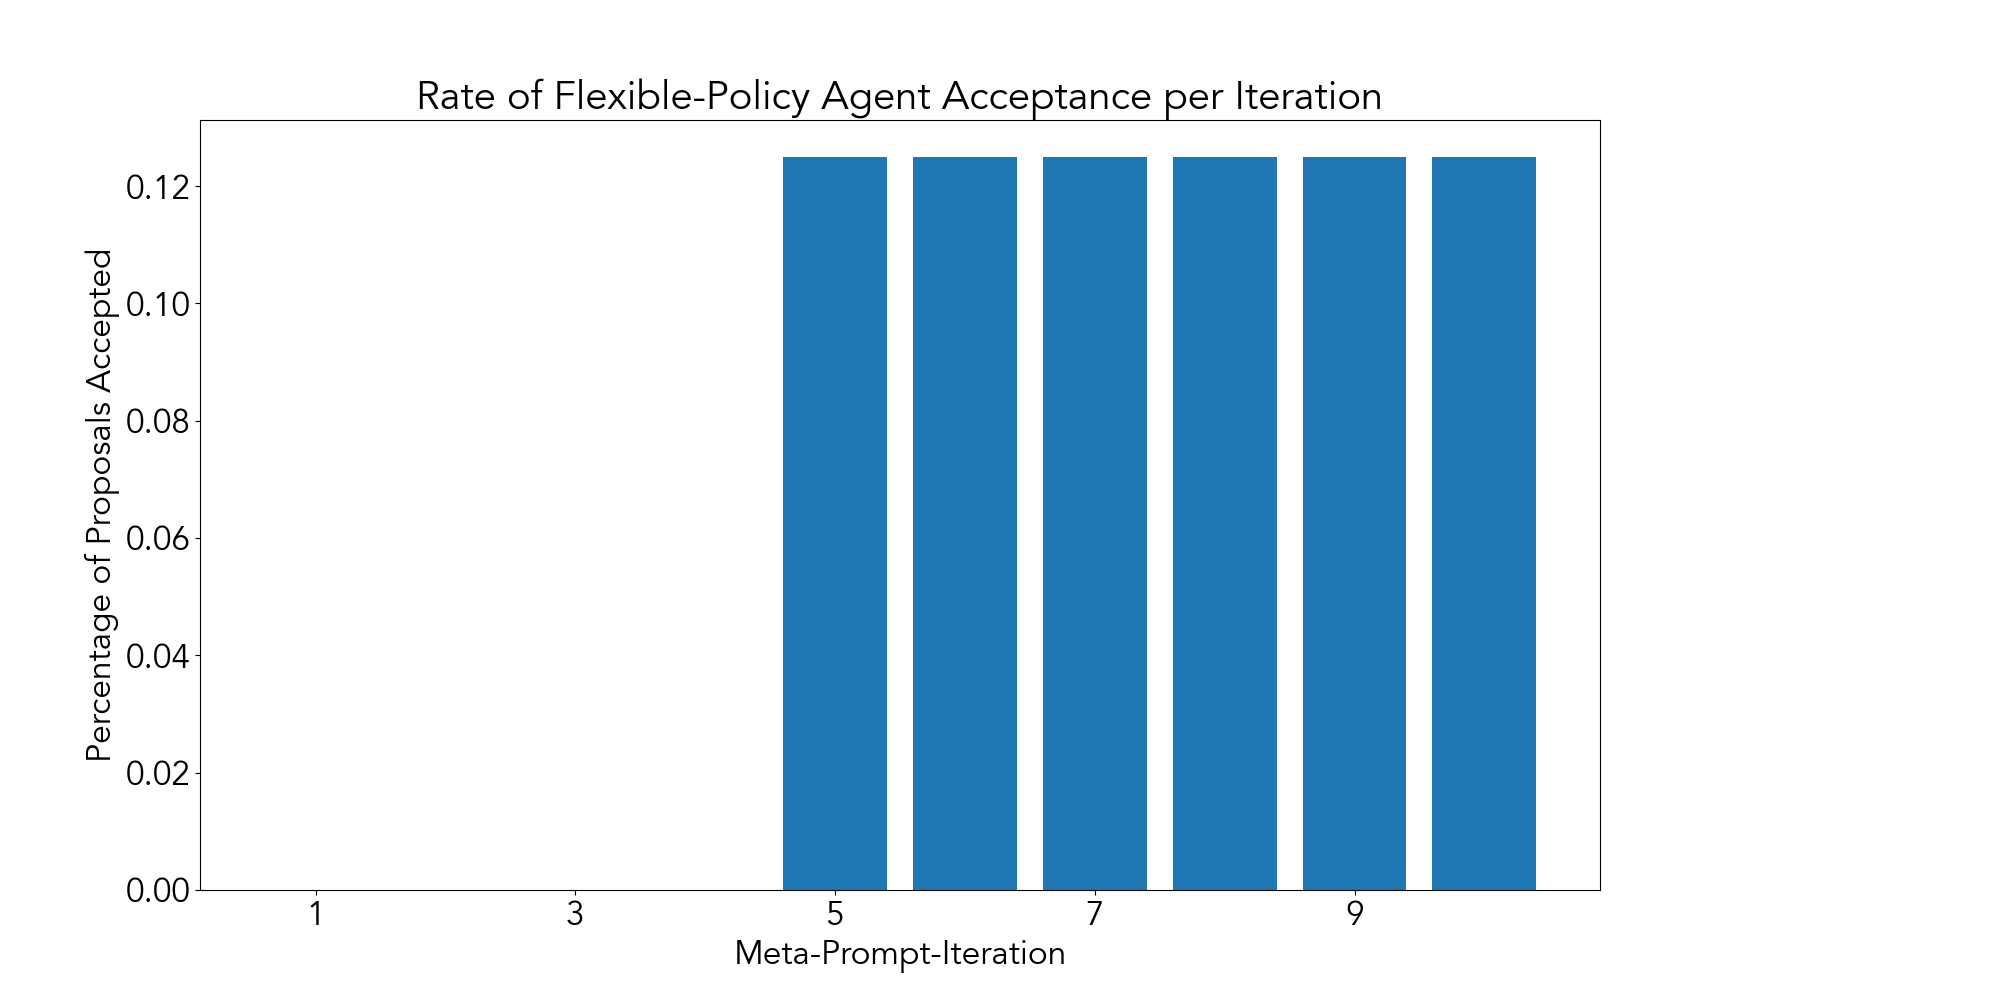 Rate of Flexible-Policy Agent Acceptance per Iteration
Percentage of Proposals Accepted
0.12
0.10
0.08
0.06
0.04
0.02
0.00
1 3 5 7 9
Meta-Prompt-Iteration